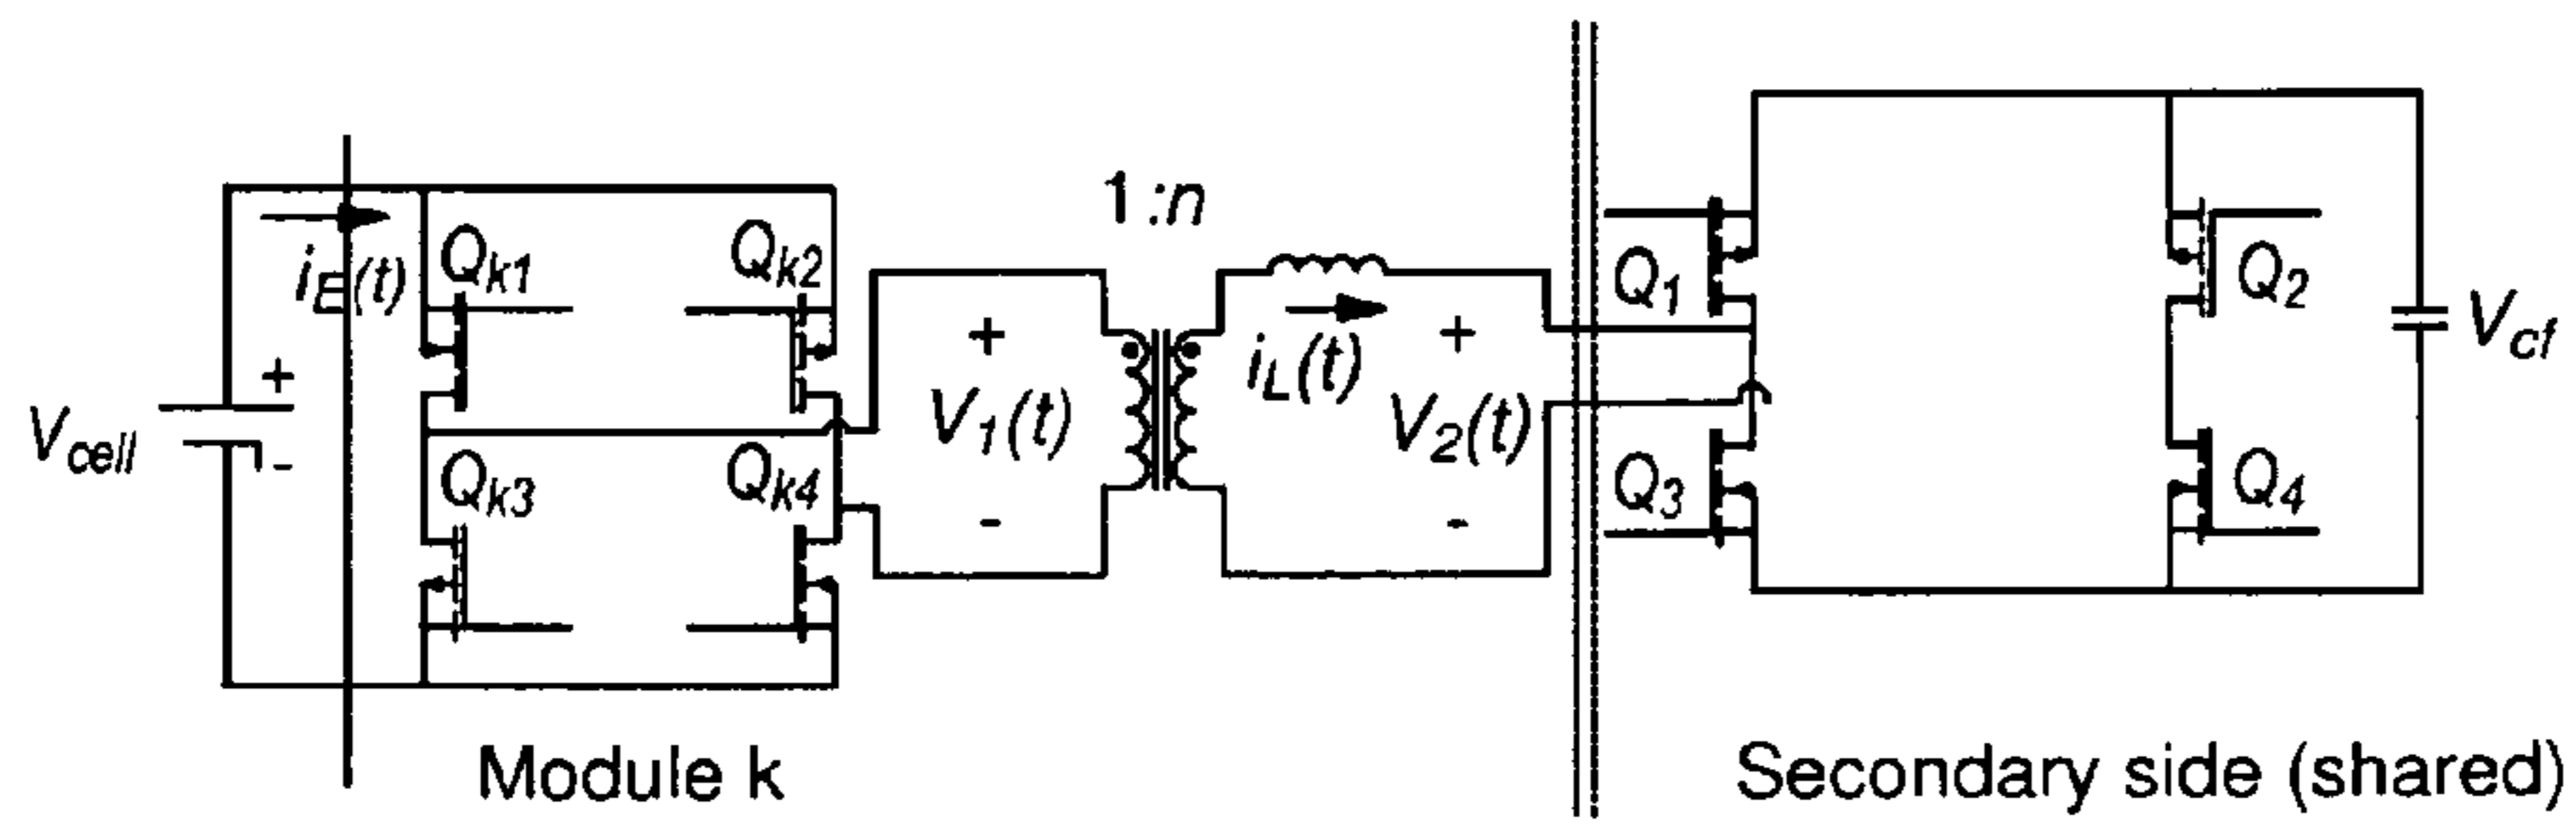 1:n
i_E(t)
Q_k1
Q_k2
Q_1
Q_2
V_cf
+
V_cell
-
+
V_1(t)
-
i_L(t)
+
V_2(t)
-
Q_k3
Q_k4
Q_3
Q_4
Module k
Secondary side (shared)